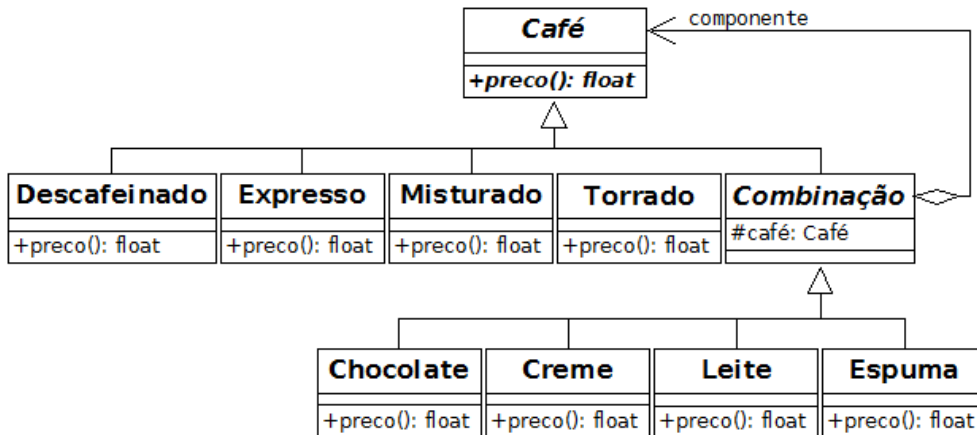 Café
componente
+preco(): float
Descafeinado
+preco(): float
Expresso
+preco(): float
Misturado
+preco(): float
Torrado
+preco(): float
Combinação
#café: Café
Chocolate
+preco(): float
Creme
+preco(): float
Leite
+preco(): float
Espuma
+preco(): float